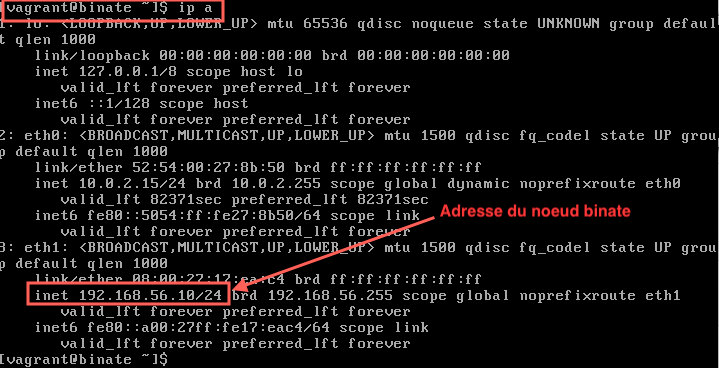 [vagrant@binate ~]$ ip a
1: lo: <LOOPBACK,UP,LOWER_UP> mtu 65536 qdisc noqueue state UNKNOWN group defaul
t qlen 1000
link/loopback 00:00:00:00:00:00 brd 00:00:00:00:00:00
inet 127.0.0.1/8 scope host lo
valid_lft forever preferred_lft forever
inet6 ::1/128 scope host
valid_lft forever preferred_lft forever
2: eth0: <BROADCAST,MULTICAST,UP,LOWER_UP> mtu 1500 qdisc fq_codel state UP grou
p default qlen 1000
link/ether 52:54:00:27:8b:50 brd ff:ff:ff:ff:ff:ff
inet 10.0.2.15/24 brd 10.0.2.255 scope global dynamic noprefixroute eth0
valid_lft 82371sec preferred_lft 82371sec
inet6 fe80::5054:ff:fe27:8b50/64 scope link
valid_lft forever preferred_lft forever
Adresse du noeud binate
3: eth1: <BROADCAST,MULTICAST,UP,LOWER_UP> mtu 1500 qdisc fq_codel state UP grou
p default qlen 1000
link/ether 08:00:27:17:ea:c4 brd ff:ff:ff:ff:ff:ff
inet 192.168.56.10/24 brd 192.168.56.255 scope global noprefixroute eth1
valid_lft forever preferred_lft forever
inet6 fe80::a00:27ff:fe17:eac4/64 scope link
valid_lft forever preferred_lft forever
[vagrant@binate ~]$